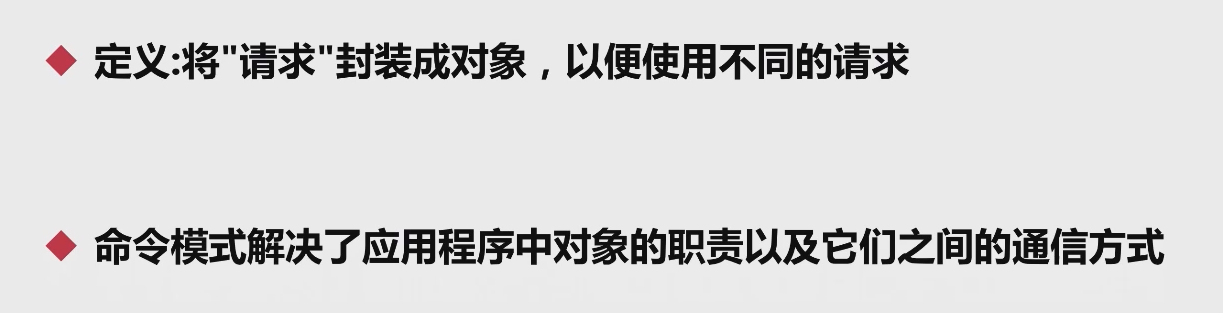 定义:将"请求"封装成对象，以便使用不同的请求
命令模式解决了应用程序中对象的职责以及它们之间的通信方式